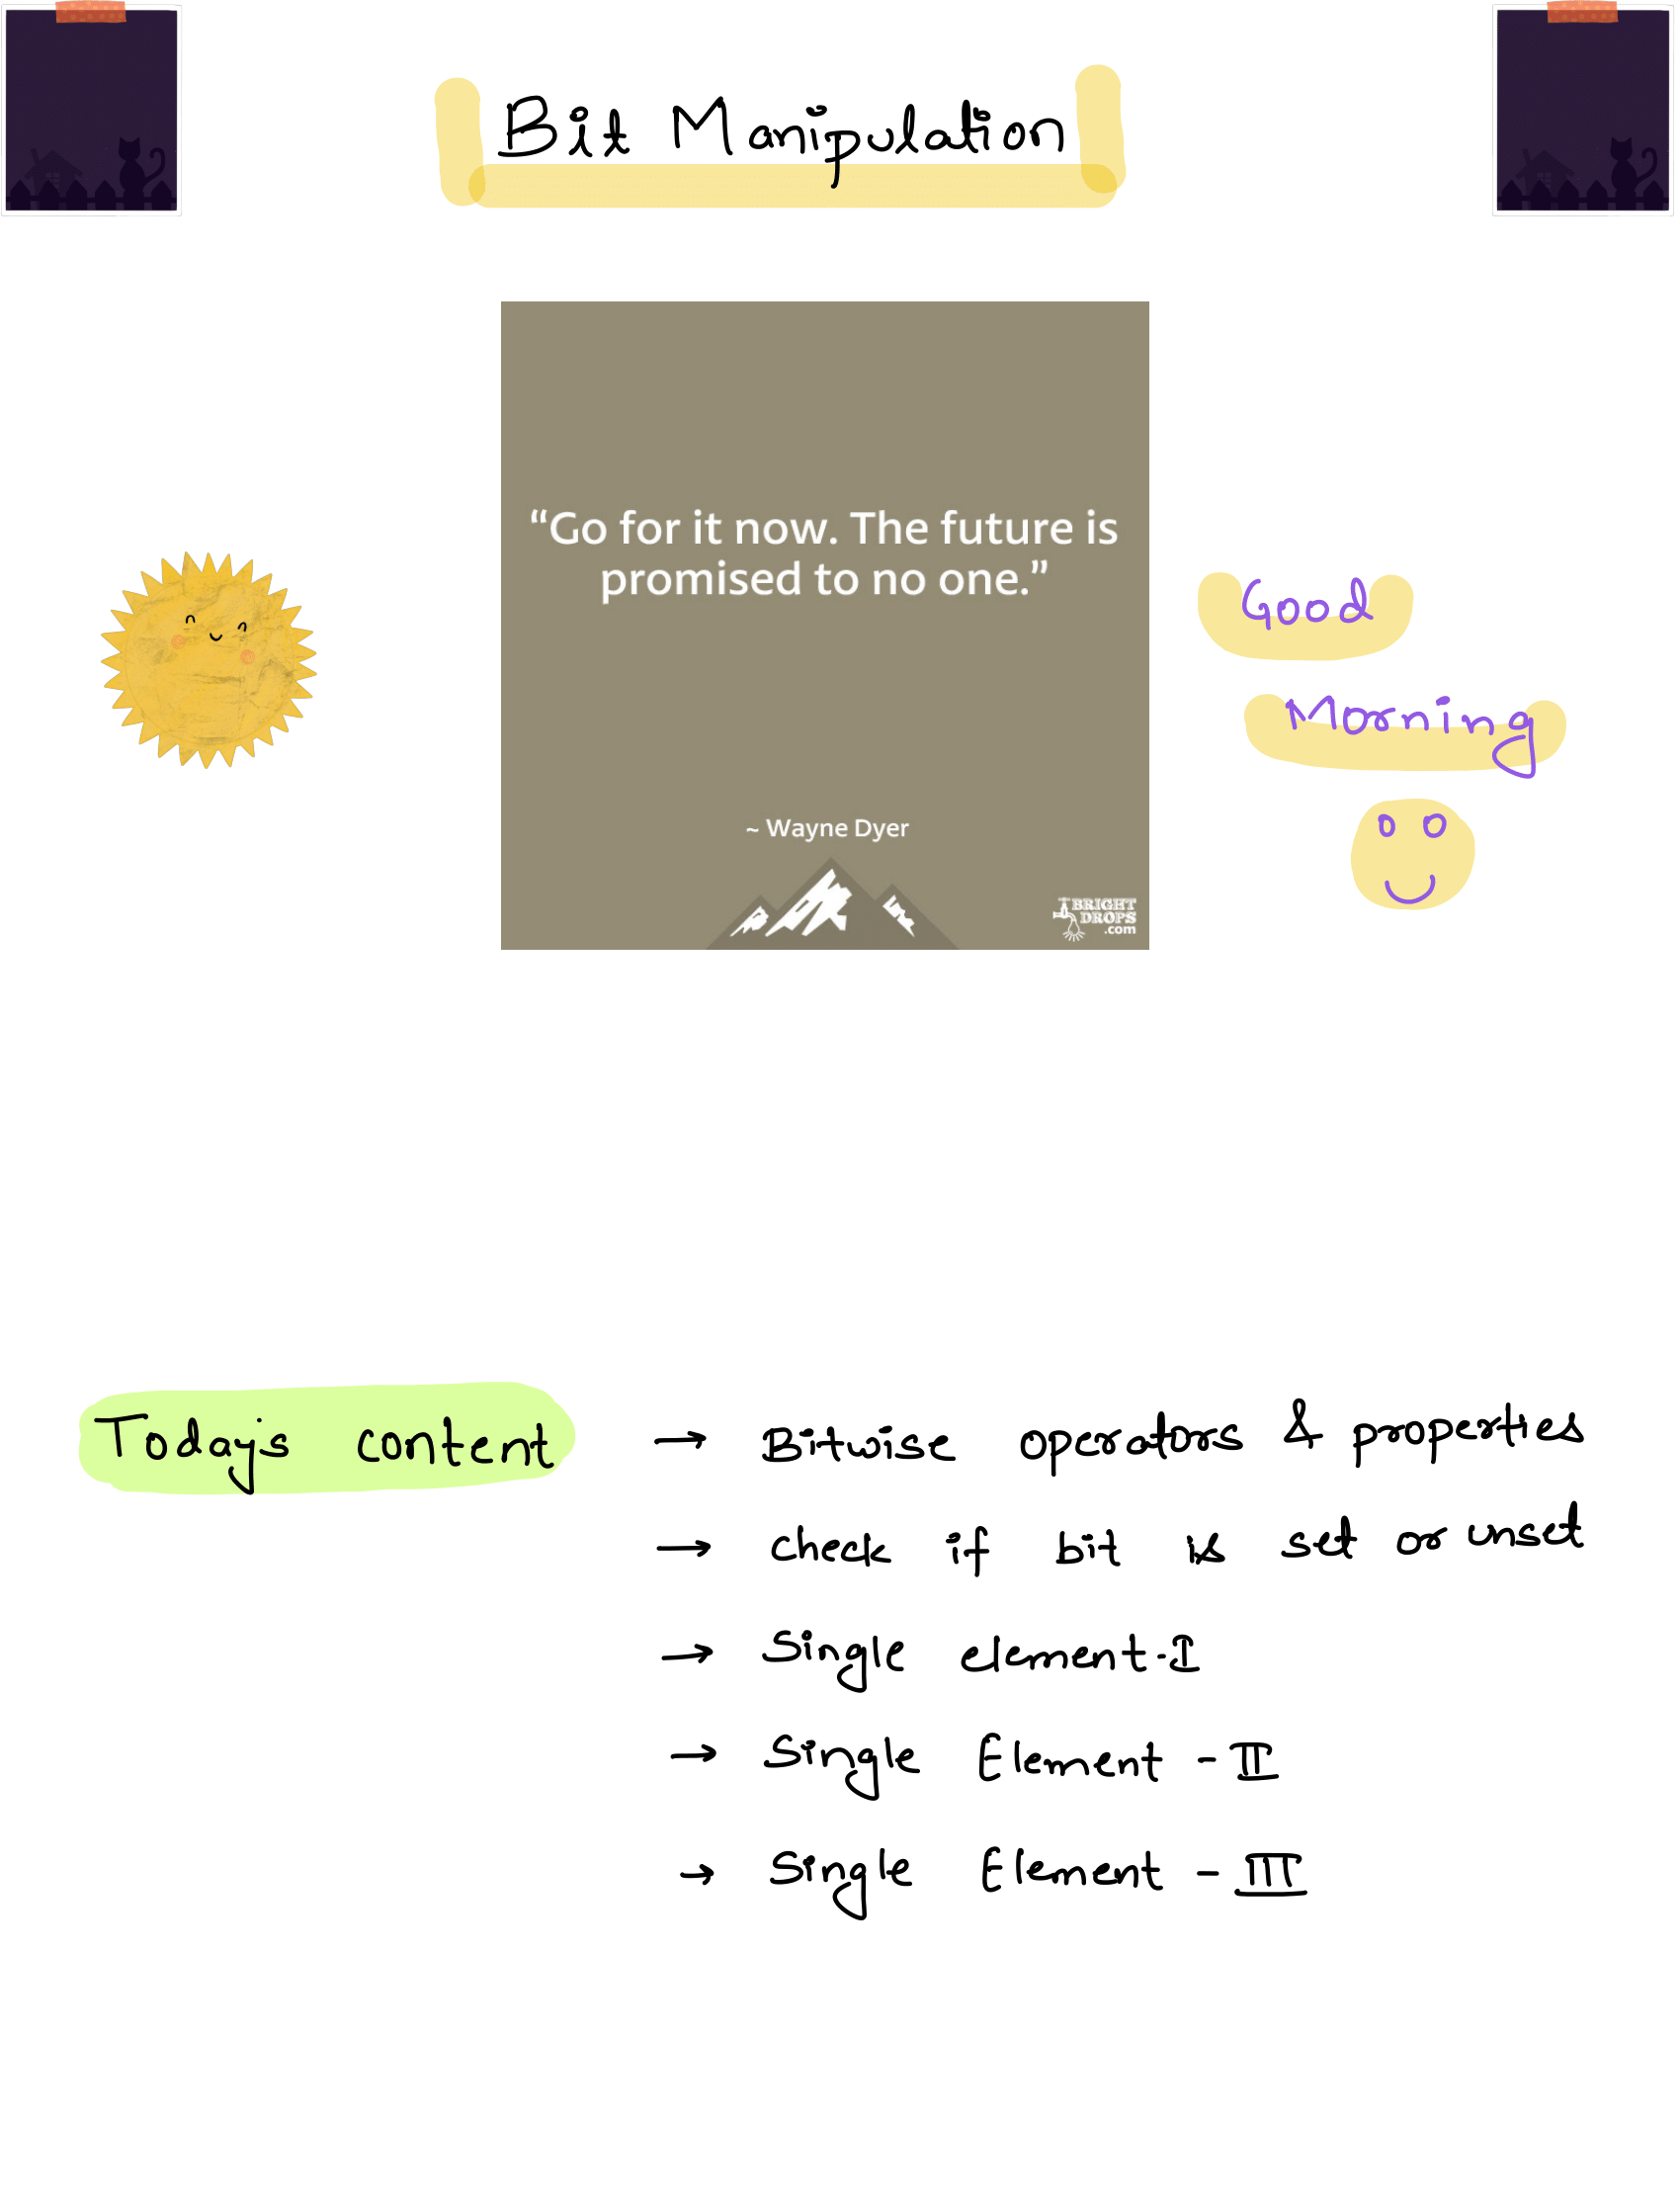 Bit Manipulation
“Go for it now. The future is
promised to no one.”
~ Wayne Dyer
BRIGHT
DROPS
.com
Good
Morning
Today's content
→ Bitwise operators & properties
→ check if bit is set or unset
→ Single element-I
→ Single Element - II
→ Single Element - III